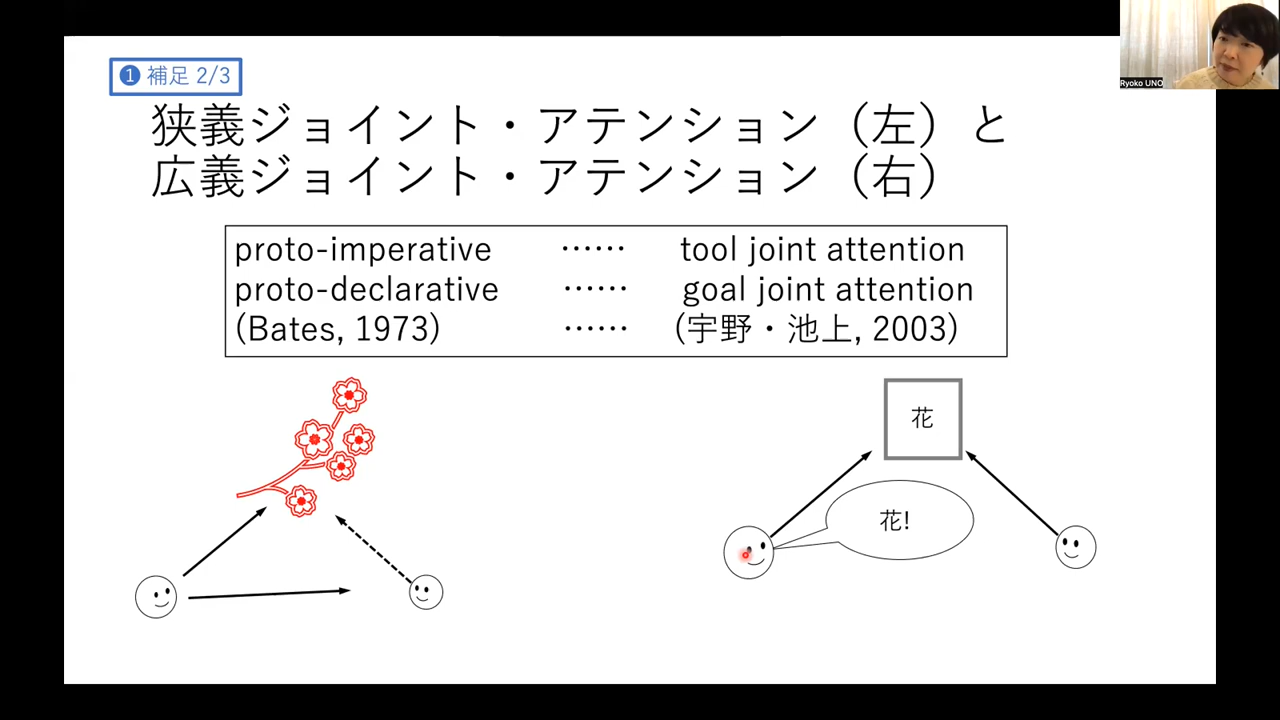 ❶ 補足 2/3
狭義ジョイント・アテンション（左）と
広義ジョイント・アテンション（右）
proto-imperative …… tool joint attention
proto-declarative …… goal joint attention
(Bates, 1973) …… (宇野・池上, 2003)
花
花!
Ryoko UNO